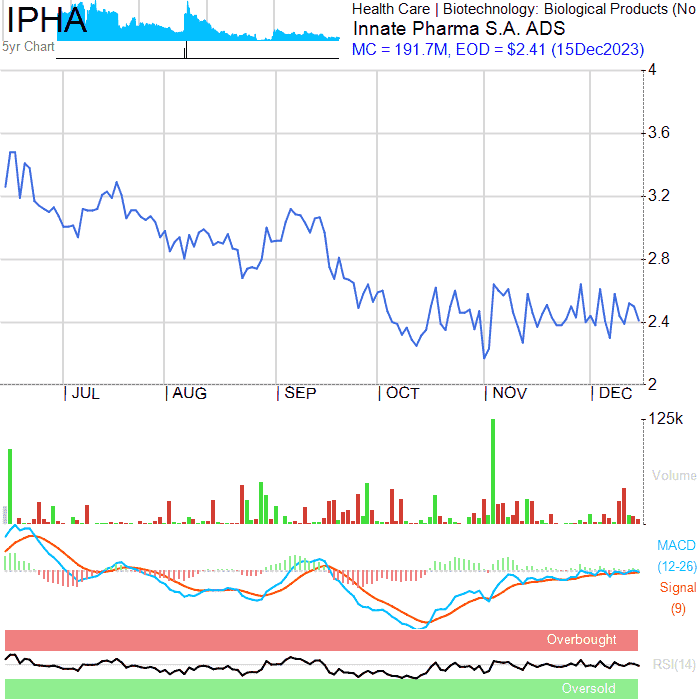 IPHA
5yr Chart
Health Care | Biotechnology: Biological Products (No
Innate Pharma S.A. ADS
MC = 191.7M, EOD = $2.41 (15Dec2023)
4
3.6
3.2
2.8
2.4
2
| JUL | AUG | SEP | OCT | NOV | DEC
125k
Volume
MACD
(12-26)
Signal
(9)
Overbought
RSI(14)
Oversold